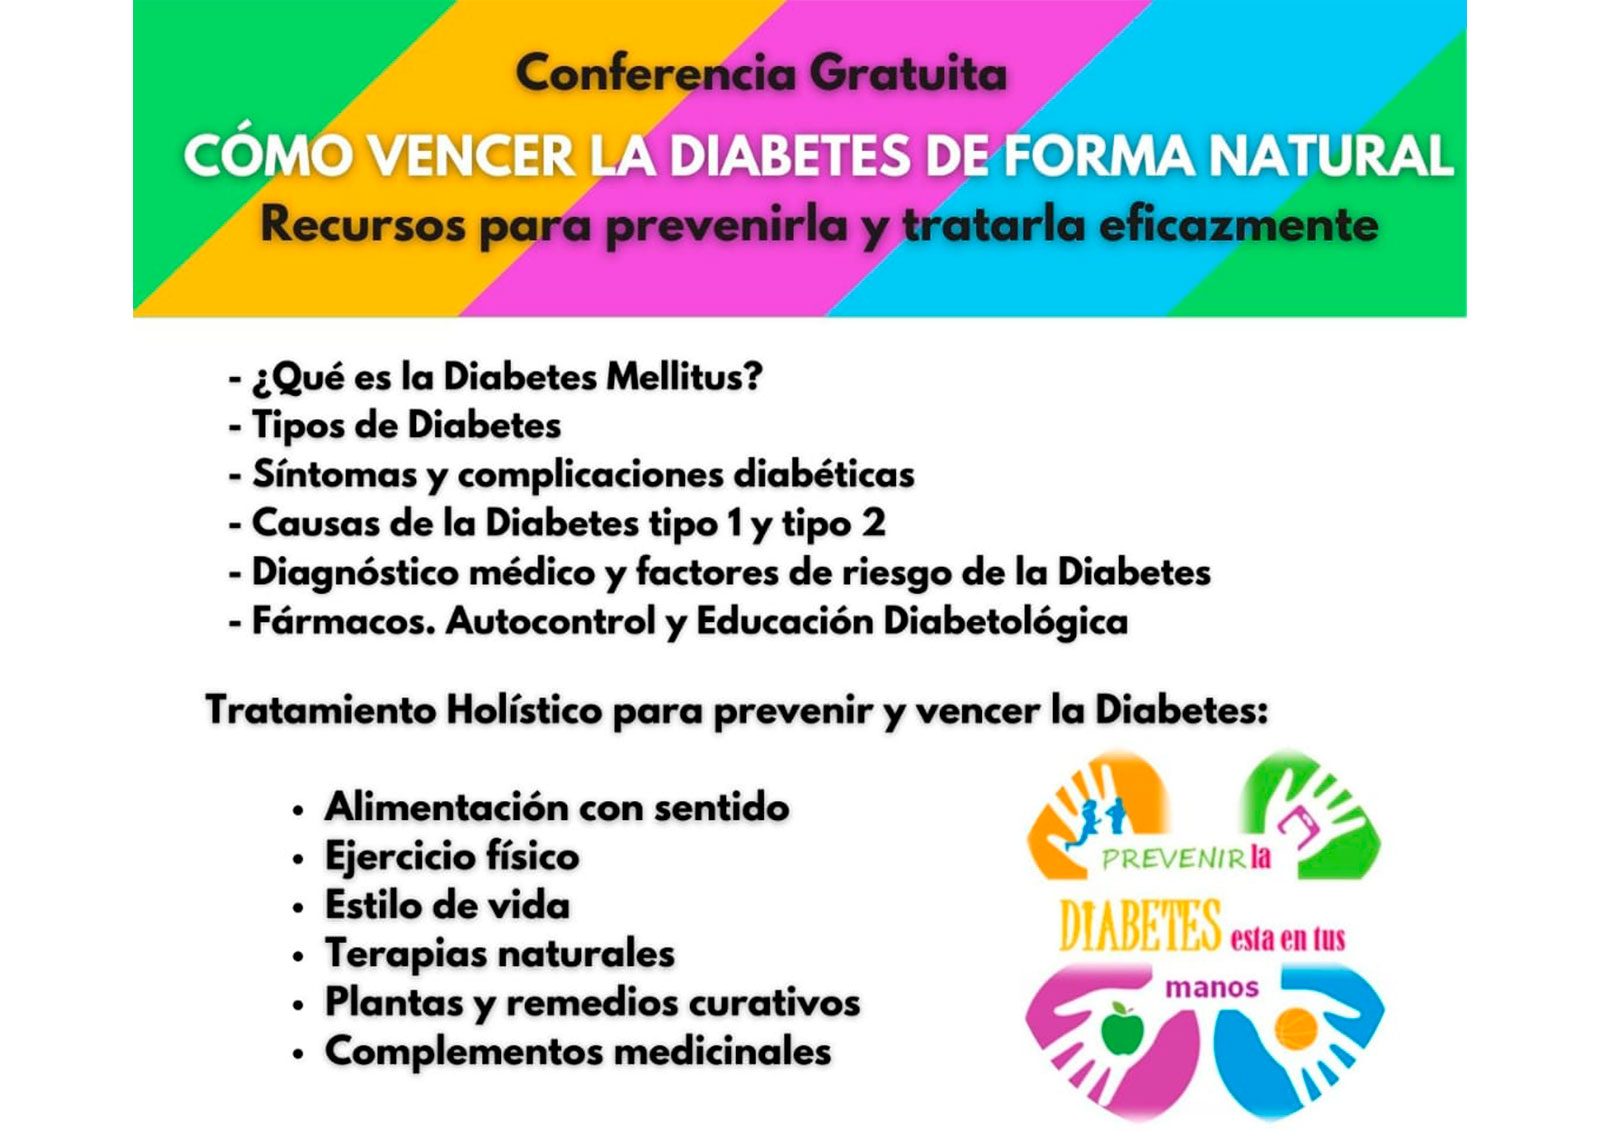 Conferencia Gratuita
CÓMO VENCER LA DIABETES DE FORMA NATURAL
Recursos para prevenirla y tratarla eficazmente
- ¿Qué es la Diabetes Mellitus?
- Tipos de Diabetes
- Síntomas y complicaciones diabéticas
- Causas de la Diabetes tipo 1 y tipo 2
- Diagnóstico médico y factores de riesgo de la Diabetes
- Fármacos. Autocontrol y Educación Diabetológica
Tratamiento Holístico para prevenir y vencer la Diabetes:
• Alimentación con sentido
• Ejercicio físico
• Estilo de vida
• Terapias naturales
• Plantas y remedios curativos
• Complementos medicinales
PREVENIR la
DIABETES esta en tus
manos